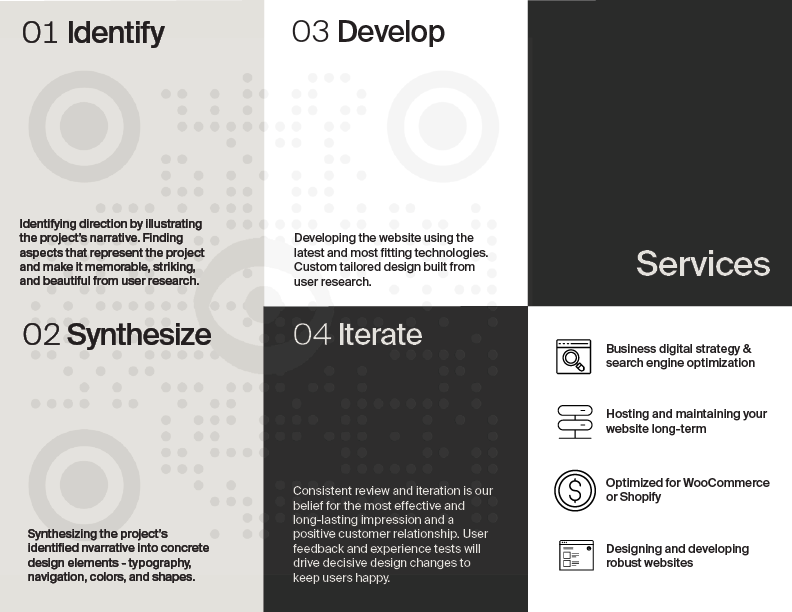 01 Identify
Identifying direction by illustrating
the project's narrative. Finding
aspects that represent the project
and make it memorable, striking,
and beautiful from user research.
02 Synthesize
Synthesizing the project's
identified nvarrative into concrete
design elements - typography,
navigation, colors, and shapes.
03 Develop
Developing the website using the
latest and most fitting technologies.
Custom tailored design built from
user research.
04 Iterate
Consistent review and iteration is our
belief for the most effective and
long-lasting impression and a
positive customer relationship. User
feedback and experience tests will
drive decisive design changes to
keep users happy.
Services
Business digital strategy &
search engine optimization
Hosting and maintaining your
website long-term
Optimized for WooCommerce
or Shopify
Designing and developing
robust websites